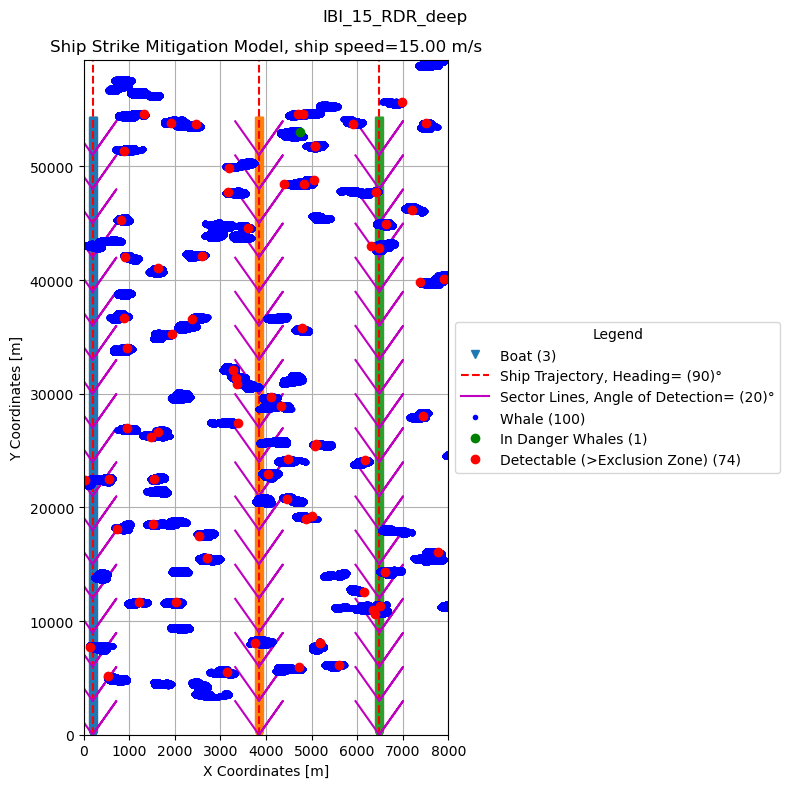 IBI_15_RDR_deep
Ship Strike Mitigation Model, ship speed=15.00 m/s
Y Coordinates [m]
50000
40000
30000
20000
10000
0
0 1000 2000 3000 4000 5000 6000 7000 8000
X Coordinates [m]
Legend
Boat (3)
Ship Trajectory, Heading= (90)°
Sector Lines, Angle of Detection= (20)°
Whale (100)
In Danger Whales (1)
Detectable (>Exclusion Zone) (74)